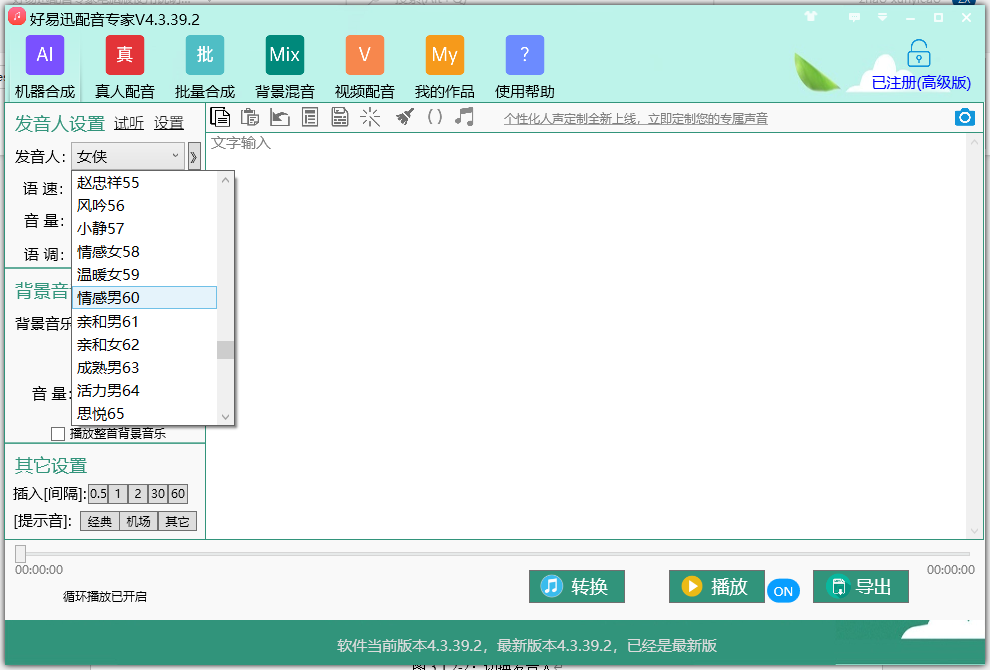 好易迅配音专家V4.3.39.2
AI
真
批
Mix
V
My
?
机器合成
真人配音
批量合成
背景混音
视频配音
我的作品
使用帮助
已注册(高级版)
发音人设置 试听 设置
个性化人声定制全新上线，立即定制您的专属声音
文字输入
发音人: 女侠
语 速:
音 量:
语 调:
赵忠祥55
风吟56
小静57
情感女58
温暖女59
情感男60
亲和男61
亲和女62
成熟男63
活力男64
思悦65
背景音
背景音乐
音 量:
播放整首背景音乐
其它设置
插入[间隔]: 0.5 1 2 30 60
[提示音]: 经典 机场 其它
00:00:00
00:00:00
循环播放已开启
转换
播放
ON
导出
软件当前版本4.3.39.2，最新版本4.3.39.2，已经是最新版